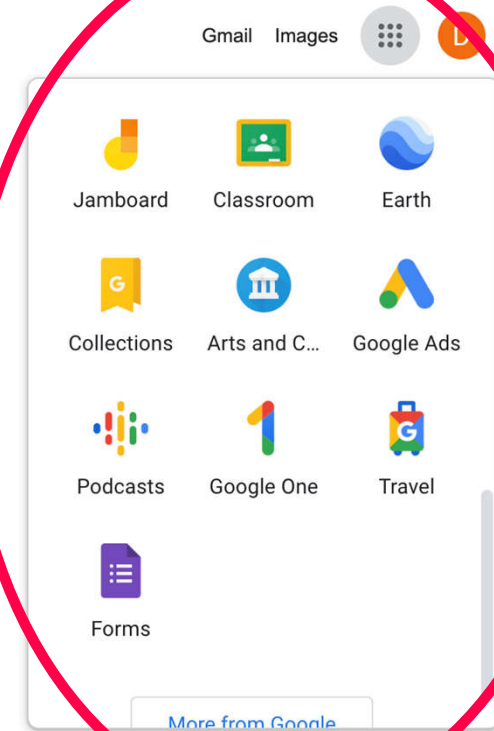 Gmail Images D
Jamboard Classroom Earth
G
Collections Arts and C... Google Ads
G
Podcasts Google One Travel
Forms
More from Google